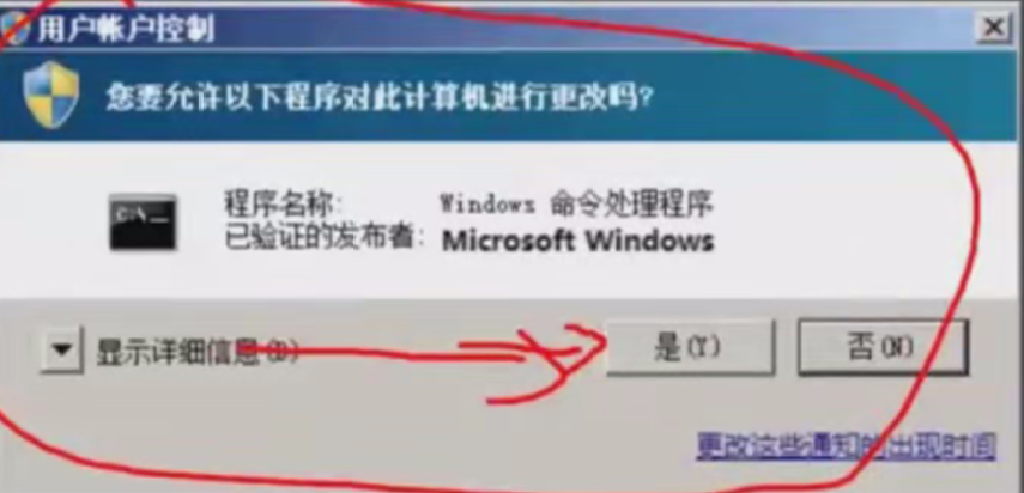 用户帐户控制
您要允许以下程序对此计算机进行更改吗?
C:\
程序名称: Windows 命令处理程序
已验证的发布者: Microsoft Windows
显示详细信息(D) 是(Y) 否(N)
更改这些通知的出现时间